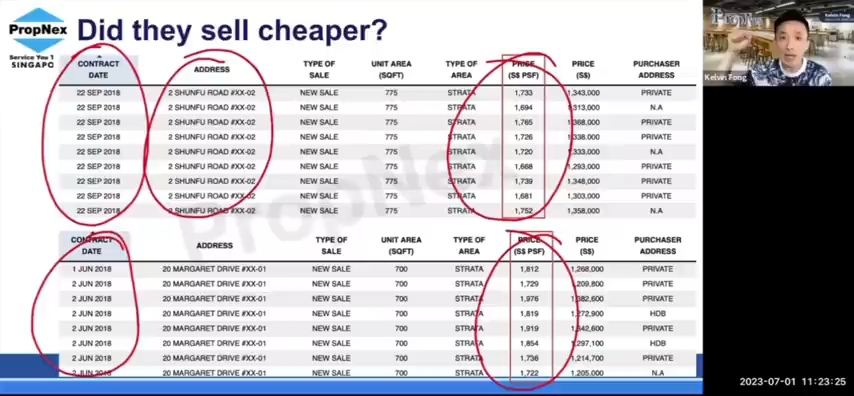 PropNex
Service You Trust
SINGAPO
Did they sell cheaper?
CONTRACT DATE ADDRESS TYPE OF SALE UNIT AREA (SQFT) TYPE OF AREA PRICE (S$ PSF) PRICE (S$) PURCHASER ADDRESS
22 SEP 2018 2 SHUNFU ROAD #XX-02 NEW SALE 775 STRATA 1,733 1,343,000 PRIVATE
22 SEP 2018 2 SHUNFU ROAD #XX-02 NEW SALE 775 STRATA 1,694 1,313,000 N.A
22 SEP 2018 2 SHUNFU ROAD #XX-02 NEW SALE 775 STRATA 1,765 1,368,000 PRIVATE
22 SEP 2018 2 SHUNFU ROAD #XX-02 NEW SALE 775 STRATA 1,726 1,338,000 PRIVATE
22 SEP 2018 2 SHUNFU ROAD #XX-02 NEW SALE 775 STRATA 1,720 1,333,000 N.A
22 SEP 2018 2 SHUNFU ROAD #XX-02 NEW SALE 775 STRATA 1,668 1,293,000 PRIVATE
22 SEP 2018 2 SHUNFU ROAD #XX-02 NEW SALE 775 STRATA 1,739 1,348,000 PRIVATE
22 SEP 2018 2 SHUNFU ROAD #XX-02 NEW SALE 775 STRATA 1,681 1,303,000 PRIVATE
22 SEP 2018 2 SHUNFU ROAD #XX-02 NEW SALE 775 STRATA 1,752 1,358,000 N.A
PropNex
CONTRACT DATE ADDRESS TYPE OF SALE UNIT AREA (SQFT) TYPE OF AREA PRICE (S$ PSF) PRICE (S$) PURCHASER ADDRESS
1 JUN 2018 20 MARGARET DRIVE #XX-01 NEW SALE 700 STRATA 1,812 1,268,000 PRIVATE
2 JUN 2018 20 MARGARET DRIVE #XX-01 NEW SALE 700 STRATA 1,729 1,209,800 PRIVATE
2 JUN 2018 20 MARGARET DRIVE #XX-01 NEW SALE 700 STRATA 1,976 1,382,600 PRIVATE
2 JUN 2018 20 MARGARET DRIVE #XX-01 NEW SALE 700 STRATA 1,819 1,272,900 HDB
2 JUN 2018 20 MARGARET DRIVE #XX-01 NEW SALE 700 STRATA 1,919 1,342,600 PRIVATE
2 JUN 2018 20 MARGARET DRIVE #XX-01 NEW SALE 700 STRATA 1,854 1,297,100 HDB
2 JUN 2018 20 MARGARET DRIVE #XX-01 NEW SALE 700 STRATA 1,736 1,214,700 PRIVATE
2 JUN 2018 20 MARGARET DRIVE #XX-01 NEW SALE 700 STRATA 1,722 1,205,000 N.A
PropNex
Kelvin Fong
Kelvin Fong
2023-07-01 11:23:25